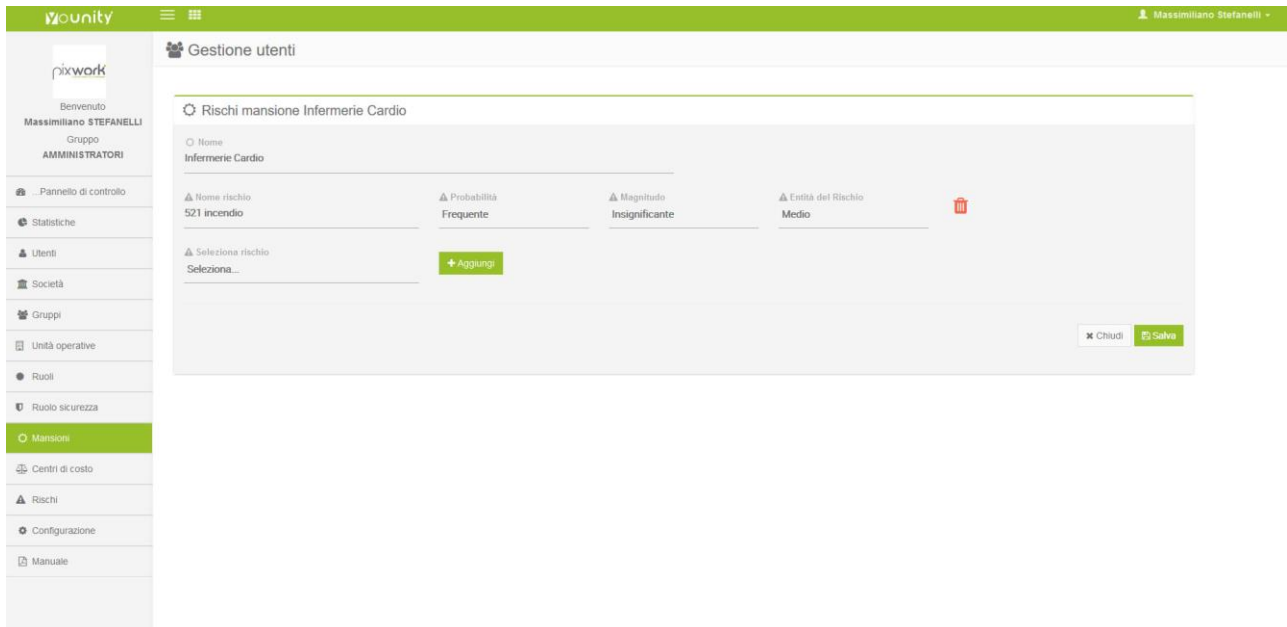 Younity
Massimiliano Stefanelli
pixwork
Benvenuto
Massimiliano STEFANELLI
Gruppo
AMMINISTRATORI
...Pannello di controllo
Statistiche
Utenti
Società
Gruppi
Unità operative
Ruoli
Ruolo sicurezza
Mansioni
Centri di costo
Rischi
Configurazione
Manuale
Gestione utenti
Rischi mansione Infermerie Cardio
Nome
Infermerie Cardio
Nome rischio Probabilità Magnitudo Entità del Rischio
521 incendio Frequente Insignificante Medio
Seleziona rischio
Seleziona...
+ Aggiungi
Chiudi Salva